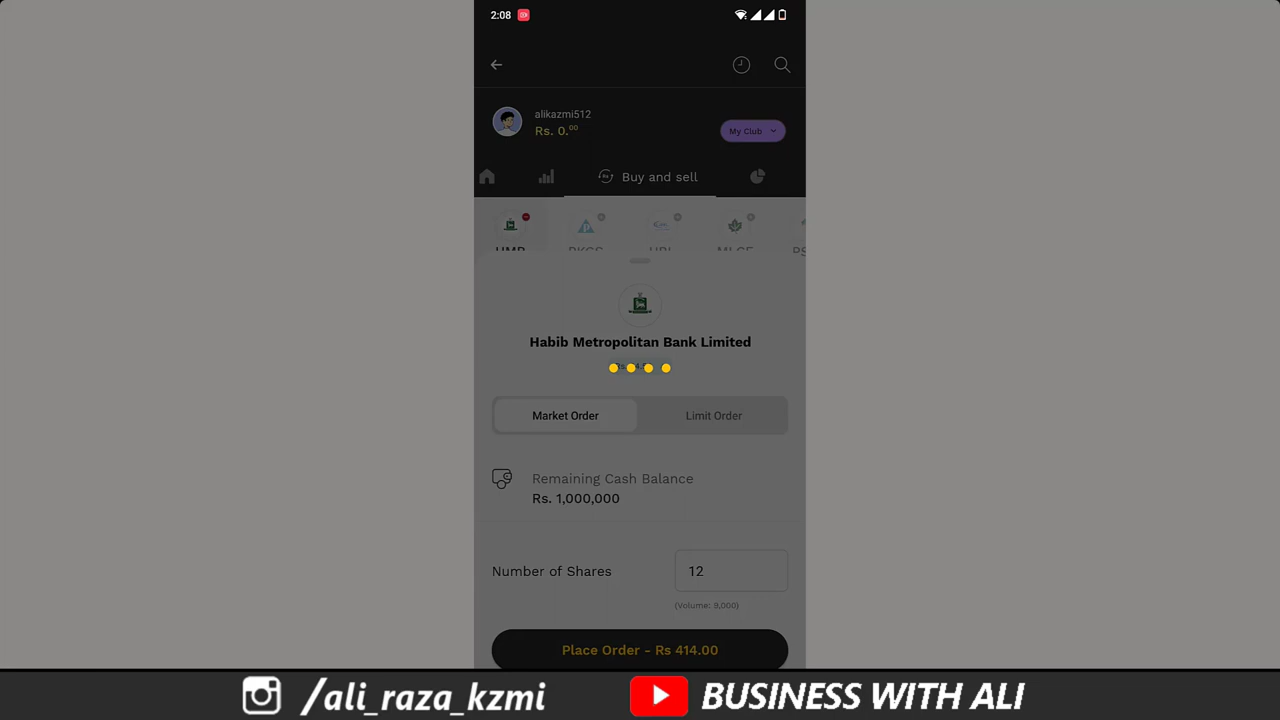 2:08
alikazmi512
Rs. 0.00
My Club
Buy and sell
Habib Metropolitan Bank Limited
Market Order
Limit Order
Remaining Cash Balance
Rs. 1,000,000
Number of Shares
12
(Volume: 9,000)
Place Order - Rs 414.00
/ali_raza_kzmi
BUSINESS WITH ALI